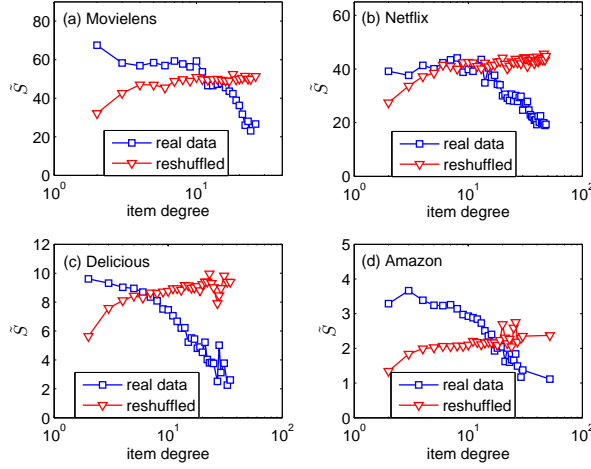 (a) Movielens
80
60
40
20
0
S̃
real data
reshuffled
10^0
10^1
item degree
(b) Netflix
60
40
20
0
S̃
real data
reshuffled
10^0
10^1
10^2
item degree
(c) Delicious
12
10
8
6
4
2
0
S̃
real data
reshuffled
10^0
10^1
10^2
item degree
(d) Amazon
5
4
3
2
1
0
S̃
real data
reshuffled
10^0
10^1
10^2
item degree